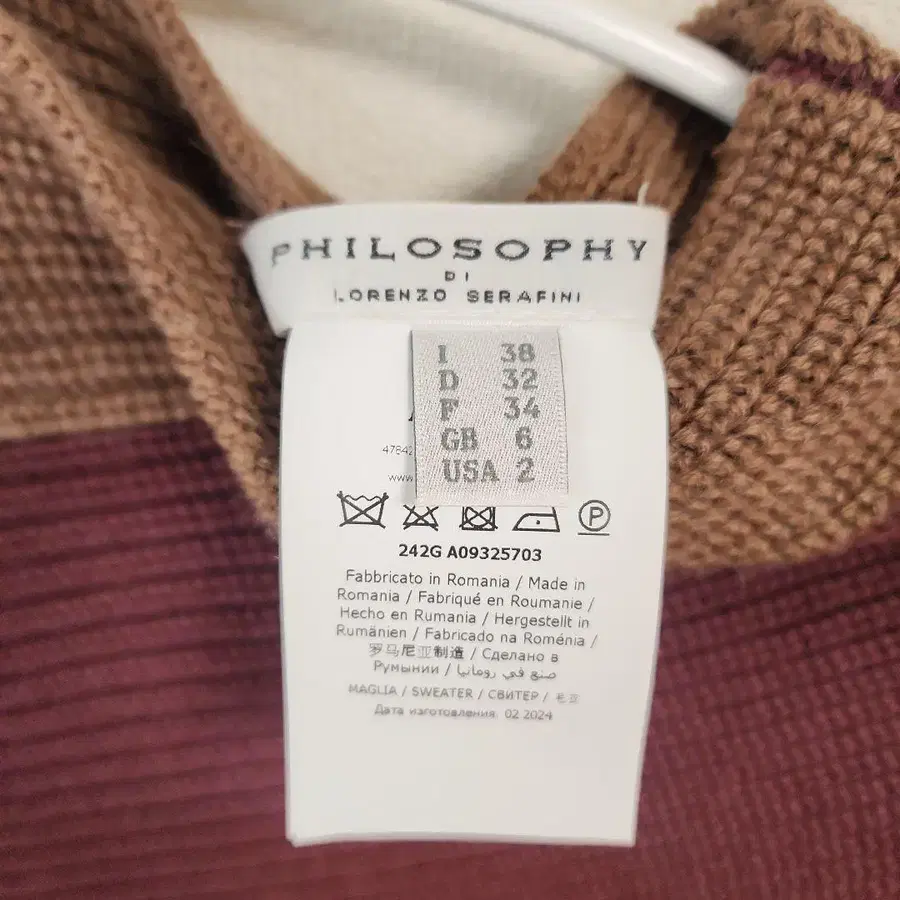 PHILOSOPHY
DI
LORENZO SERAFINI
I 38
D 32
F 34
GB 6
USA 2
4784
www
P
242G A09325703
Fabbricato in Romania / Made in
Romania / Fabriqué en Roumanie /
Hecho en Rumania / Hergestellt in
Rumänien / Fabricado na Roménia /
罗马尼亚制造 / Сделано в
Румынии / صنع في رومانيا
MAGLIA / SWEATER / СВИТЕР / 毛衣
Дата изготовления: 02 2024